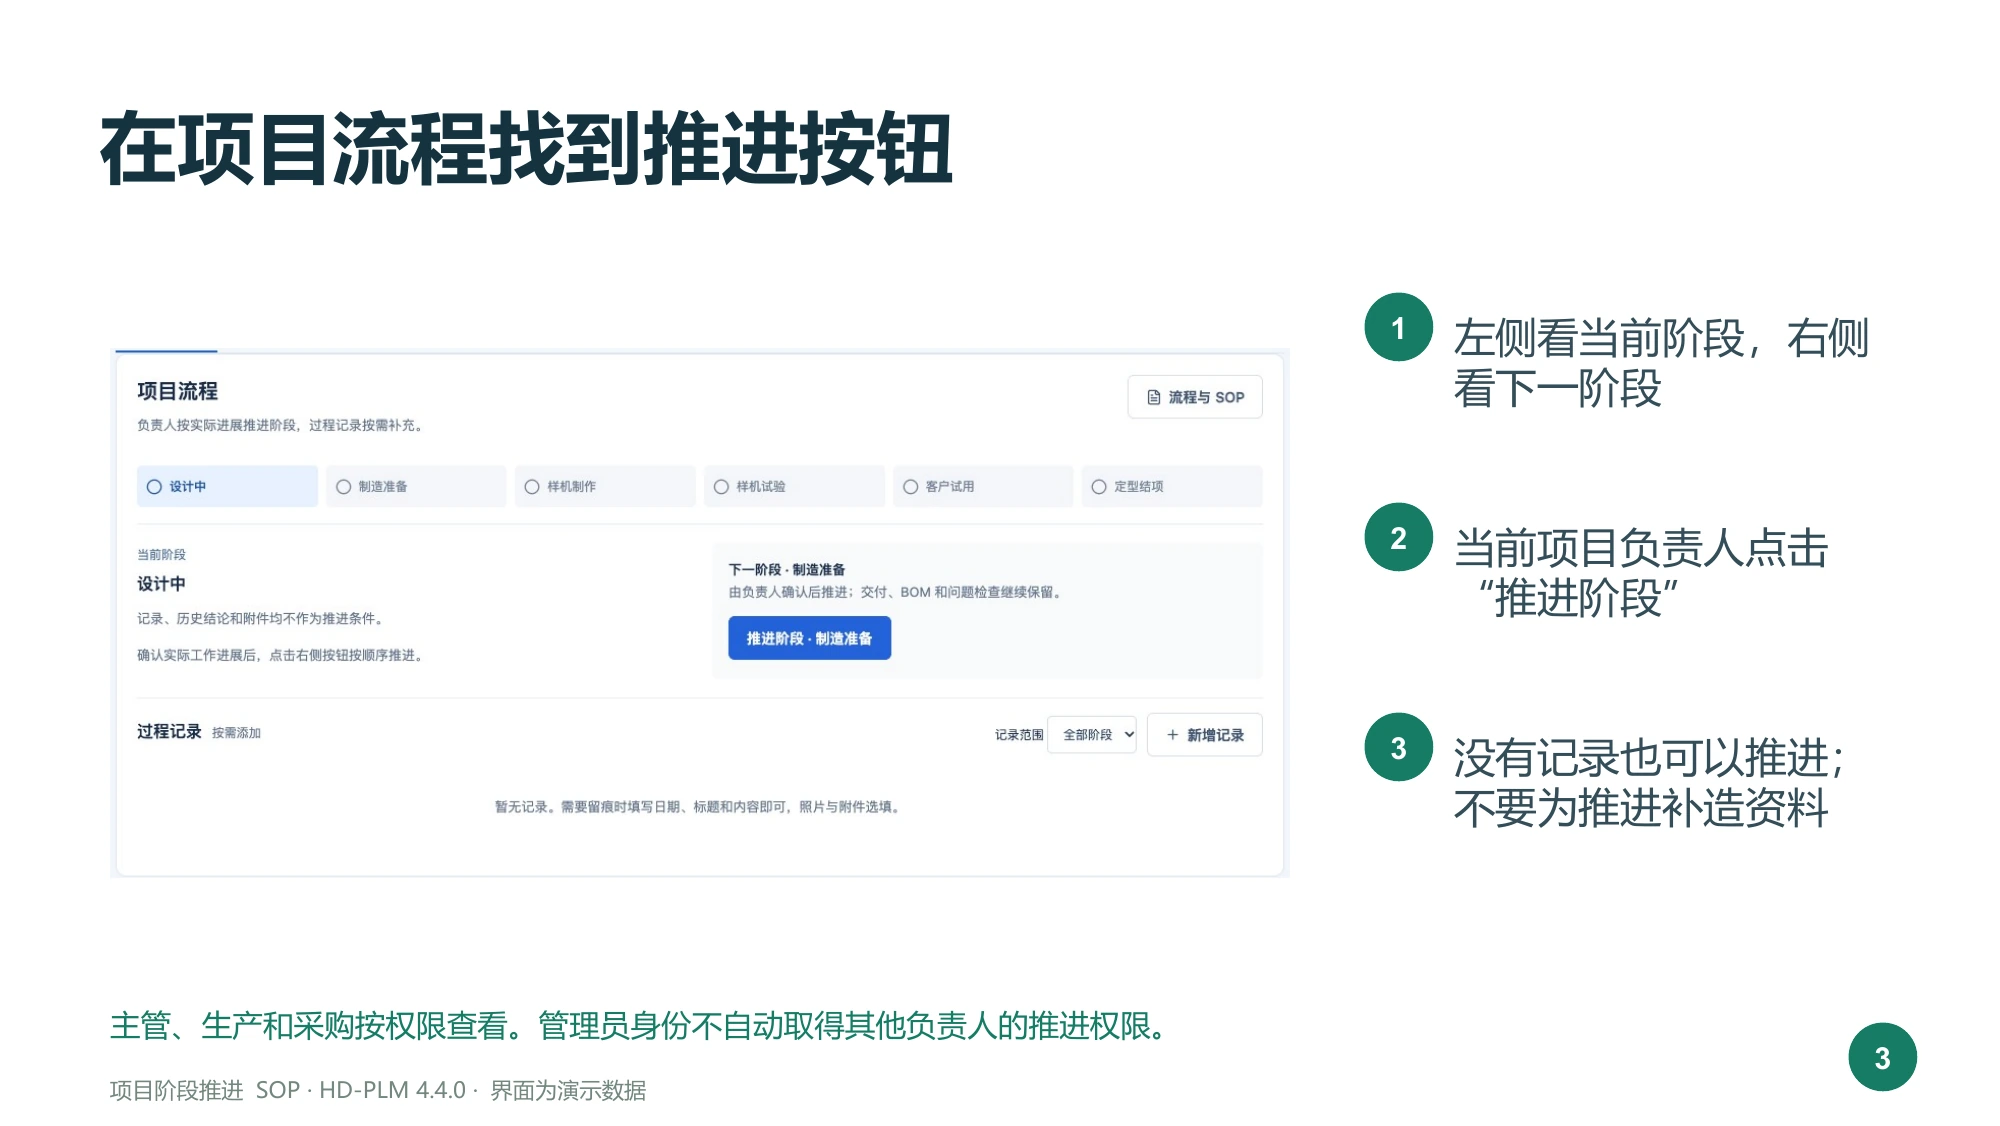 在项目流程找到推进按钮
项目流程
流程与 SOP
负责人按实际进展推进阶段，过程记录按需补充。
设计中
制造准备
样机制作
样机试验
客户试用
定型结项
当前阶段
设计中
记录、历史结论和附件均不作为推进条件。
确认实际工作进展后，点击右侧按钮按顺序推进。
下一阶段 · 制造准备
由负责人确认后推进；交付、BOM 和问题检查继续保留。
推进阶段 · 制造准备
过程记录 按需添加
记录范围 全部阶段
+ 新增记录
暂无记录。需要留痕时填写日期、标题和内容即可，照片与附件选填。
1
左侧看当前阶段，右侧
看下一阶段
2
当前项目负责人点击
“推进阶段”
3
没有记录也可以推进；
不要为推进补造资料
主管、生产和采购按权限查看。管理员身份不自动取得其他负责人的推进权限。
项目阶段推进 SOP · HD-PLM 4.4.0 · 界面为演示数据
3